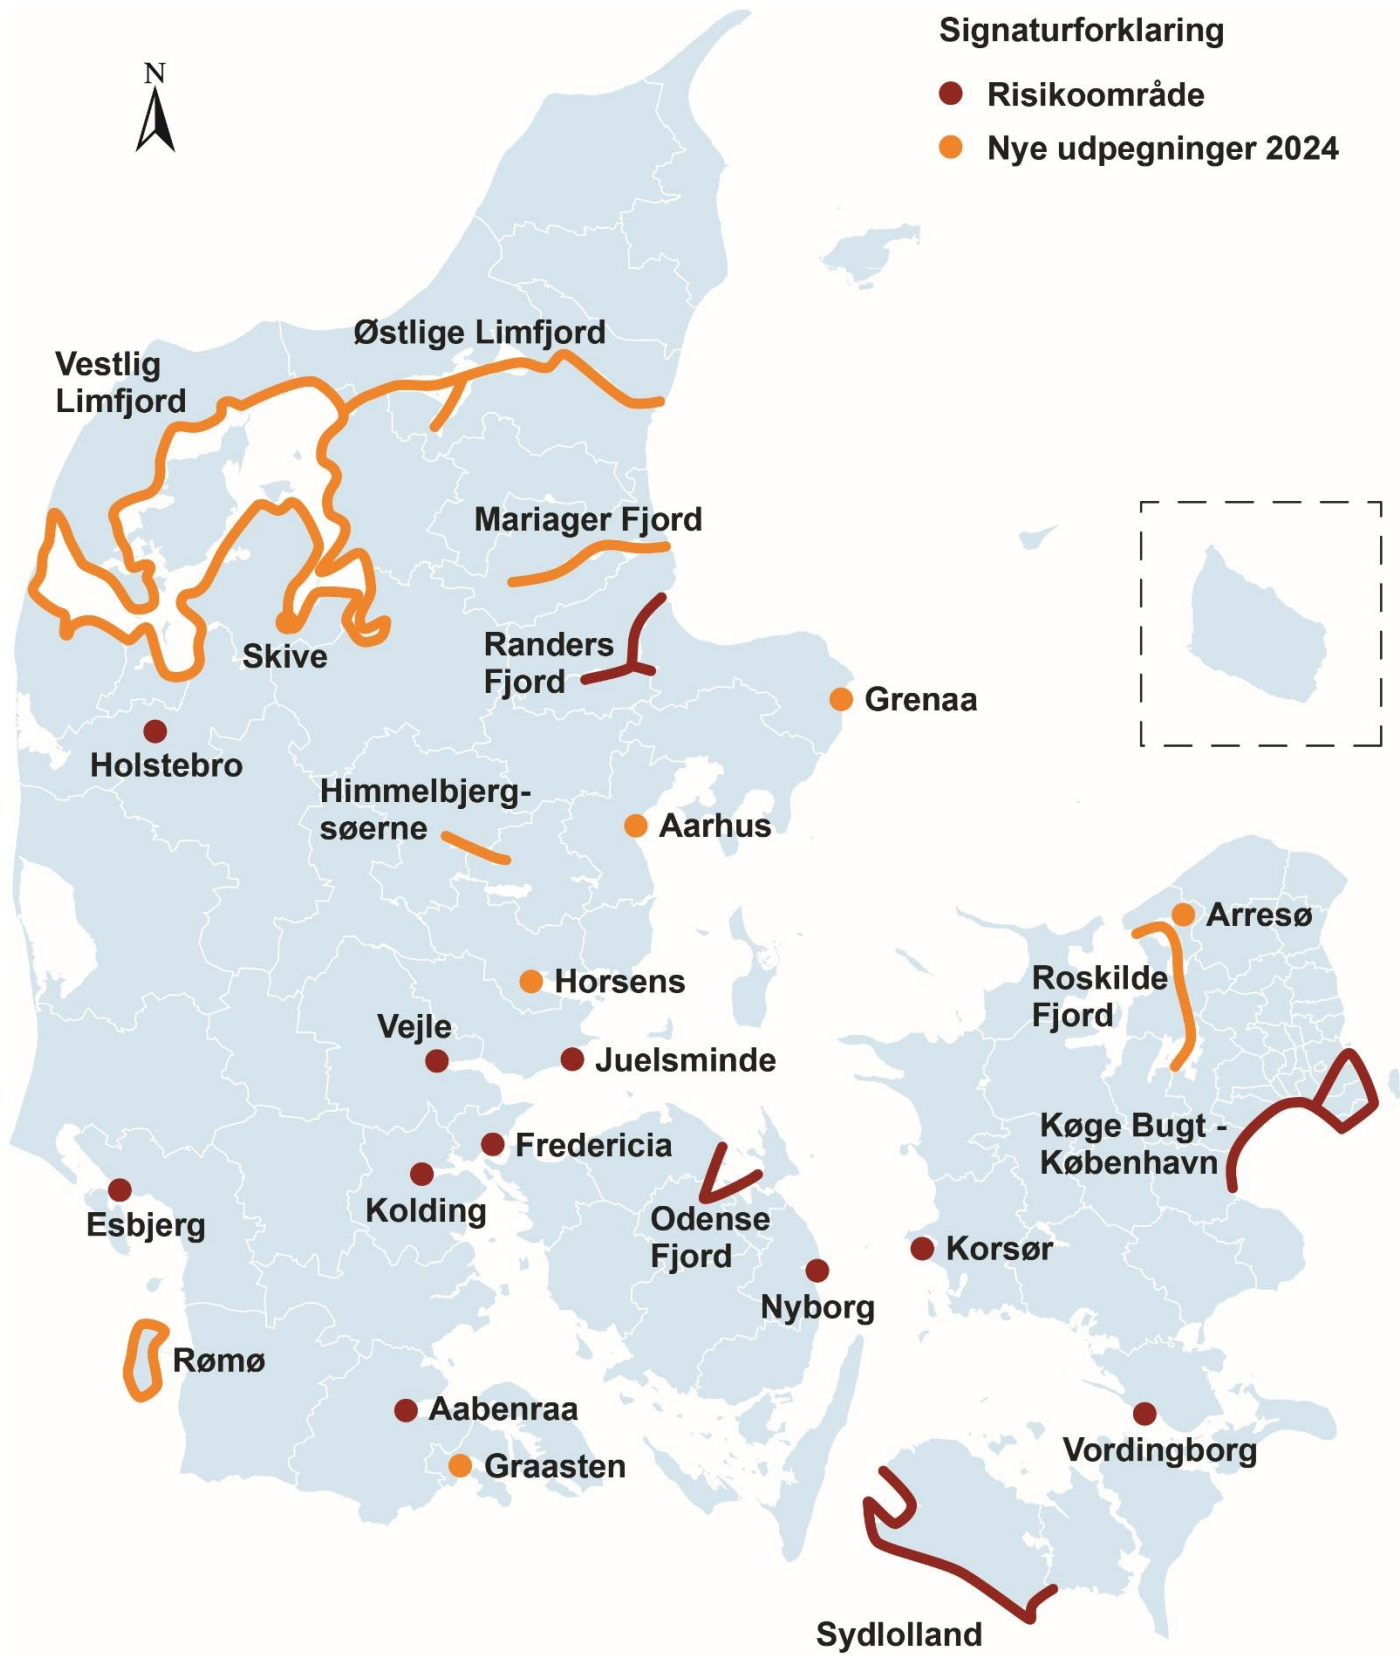 Signaturforklaring
Risikoområde
Nye udpegninger 2024
N
Østlige Limfjord
Vestlig
Limfjord
Mariager Fjord
Randers
Fjord
Skive
Grenaa
Holstebro
Himmelbjerg-
søerne
Aarhus
Arresø
Roskilde
Fjord
Horsens
Vejle
Juelsminde
Køge Bugt -
København
Fredericia
Kolding
Esbjerg
Odense
Fjord
Korsør
Nyborg
Rømø
Aabenraa
Vordingborg
Graasten
Sydlolland